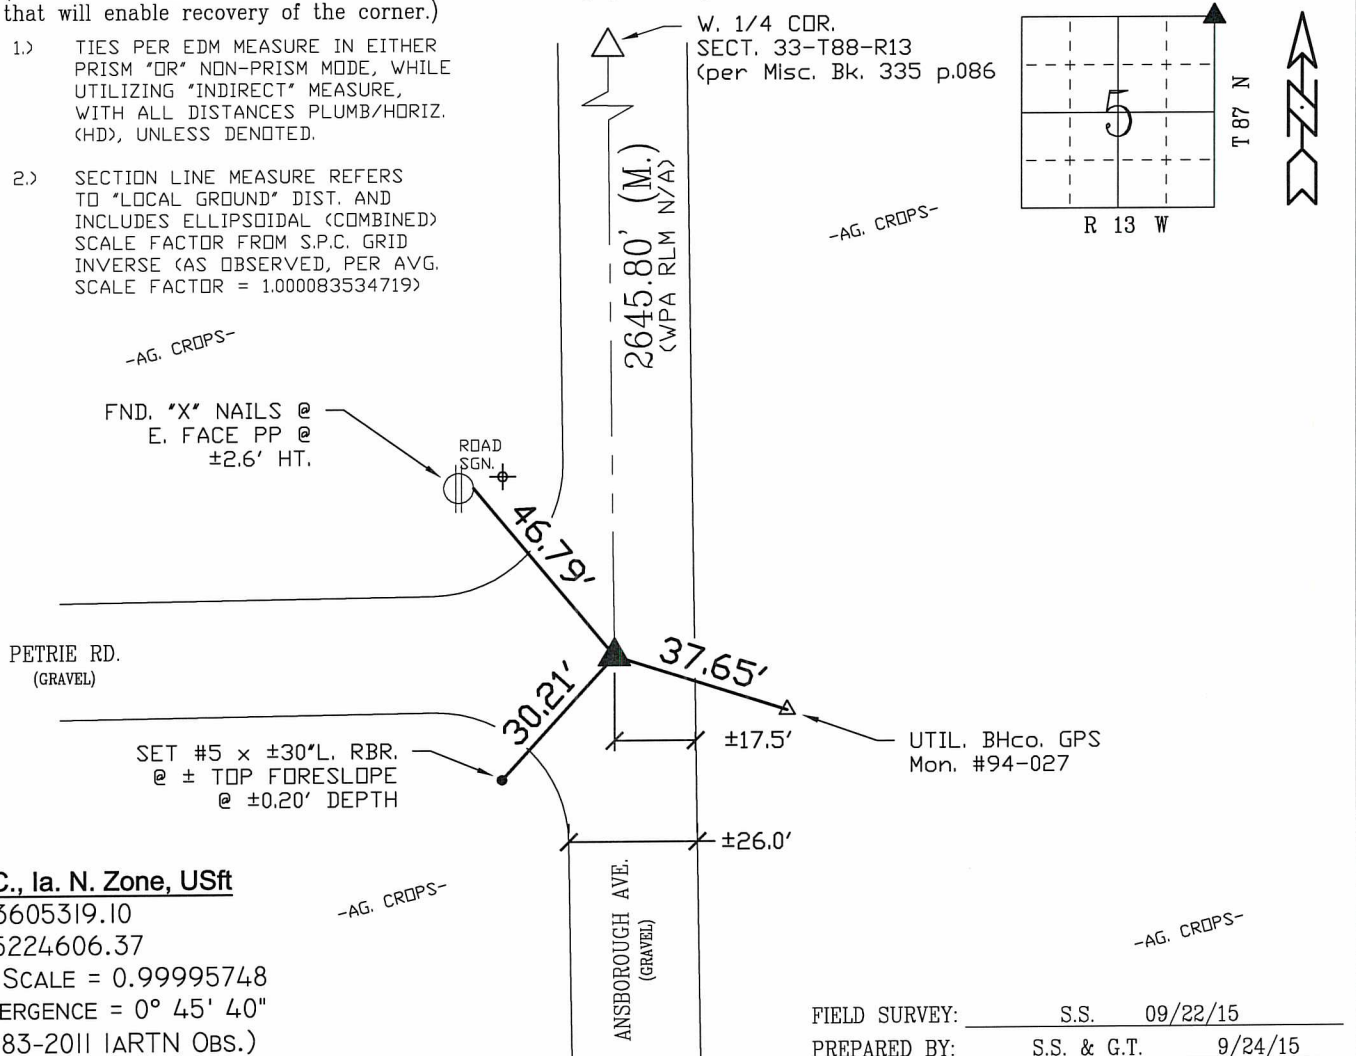 that will enable recovery of the corner.)
1.) TIES PER EDM MEASURE IN EITHER
PRISM "OR" NON-PRISM MODE, WHILE
UTILIZING "INDIRECT" MEASURE,
WITH ALL DISTANCES PLUMB/HORIZ.
(HD), UNLESS DENOTED.
2.) SECTION LINE MEASURE REFERS
TO "LOCAL GROUND" DIST. AND
INCLUDES ELLIPSOIDAL (COMBINED)
SCALE FACTOR FROM S.P.C. GRID
INVERSE (AS OBSERVED, PER AVG.
SCALE FACTOR = 1.000083534719)
W. 1/4 COR.
SECT. 33-T88-R13
(per Misc. Bk. 335 p.086
5
T 87 N
R 13 W
N
2645.80' (M.)
(WPA RLM N/A)
-AG. CROPS-
-AG. CROPS-
FND. "X" NAILS @
E. FACE PP @
±2.6' HT.
ROAD
SGN.
46.79'
PETRIE RD.
(GRAVEL)
37.65'
30.21'
±17.5'
UTIL. BHco. GPS
Mon. #94-027
SET #5 x ±30"L. RBR.
@ ± TOP FORESLOPE
@ ±0.20' DEPTH
±26.0'
ANSBOROUGH AVE.
(GRAVEL)
C., Ia. N. Zone, USft
3605319.10
5224606.37
SCALE = 0.99995748
ERGENCE = 0° 45' 40"
83-2011 IARTN OBS.)
-AG. CROPS-
-AG. CROPS-
FIELD SURVEY: S.S. 09/22/15
PREPARED BY: S.S. & G.T. 9/24/15